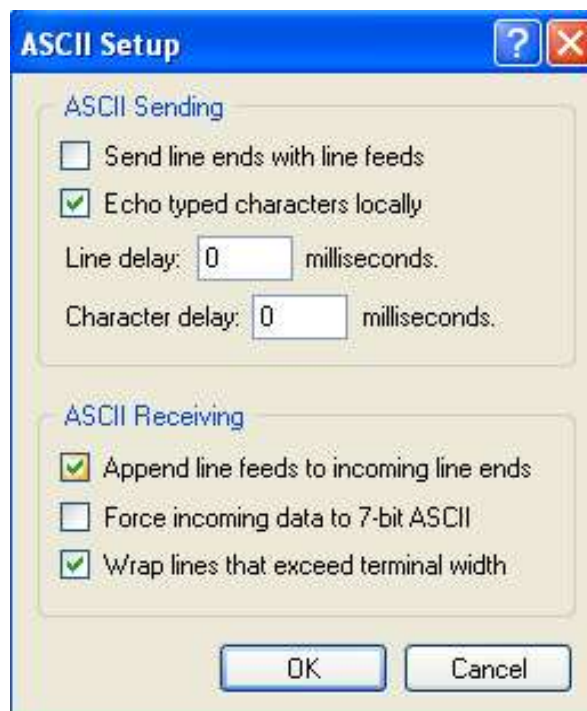 ASCII Setup
ASCII Sending
Send line ends with line feeds
Echo typed characters locally
Line delay: 0 milliseconds.
Character delay: 0 milliseconds.
ASCII Receiving
Append line feeds to incoming line ends
Force incoming data to 7-bit ASCII
Wrap lines that exceed terminal width
OK Cancel